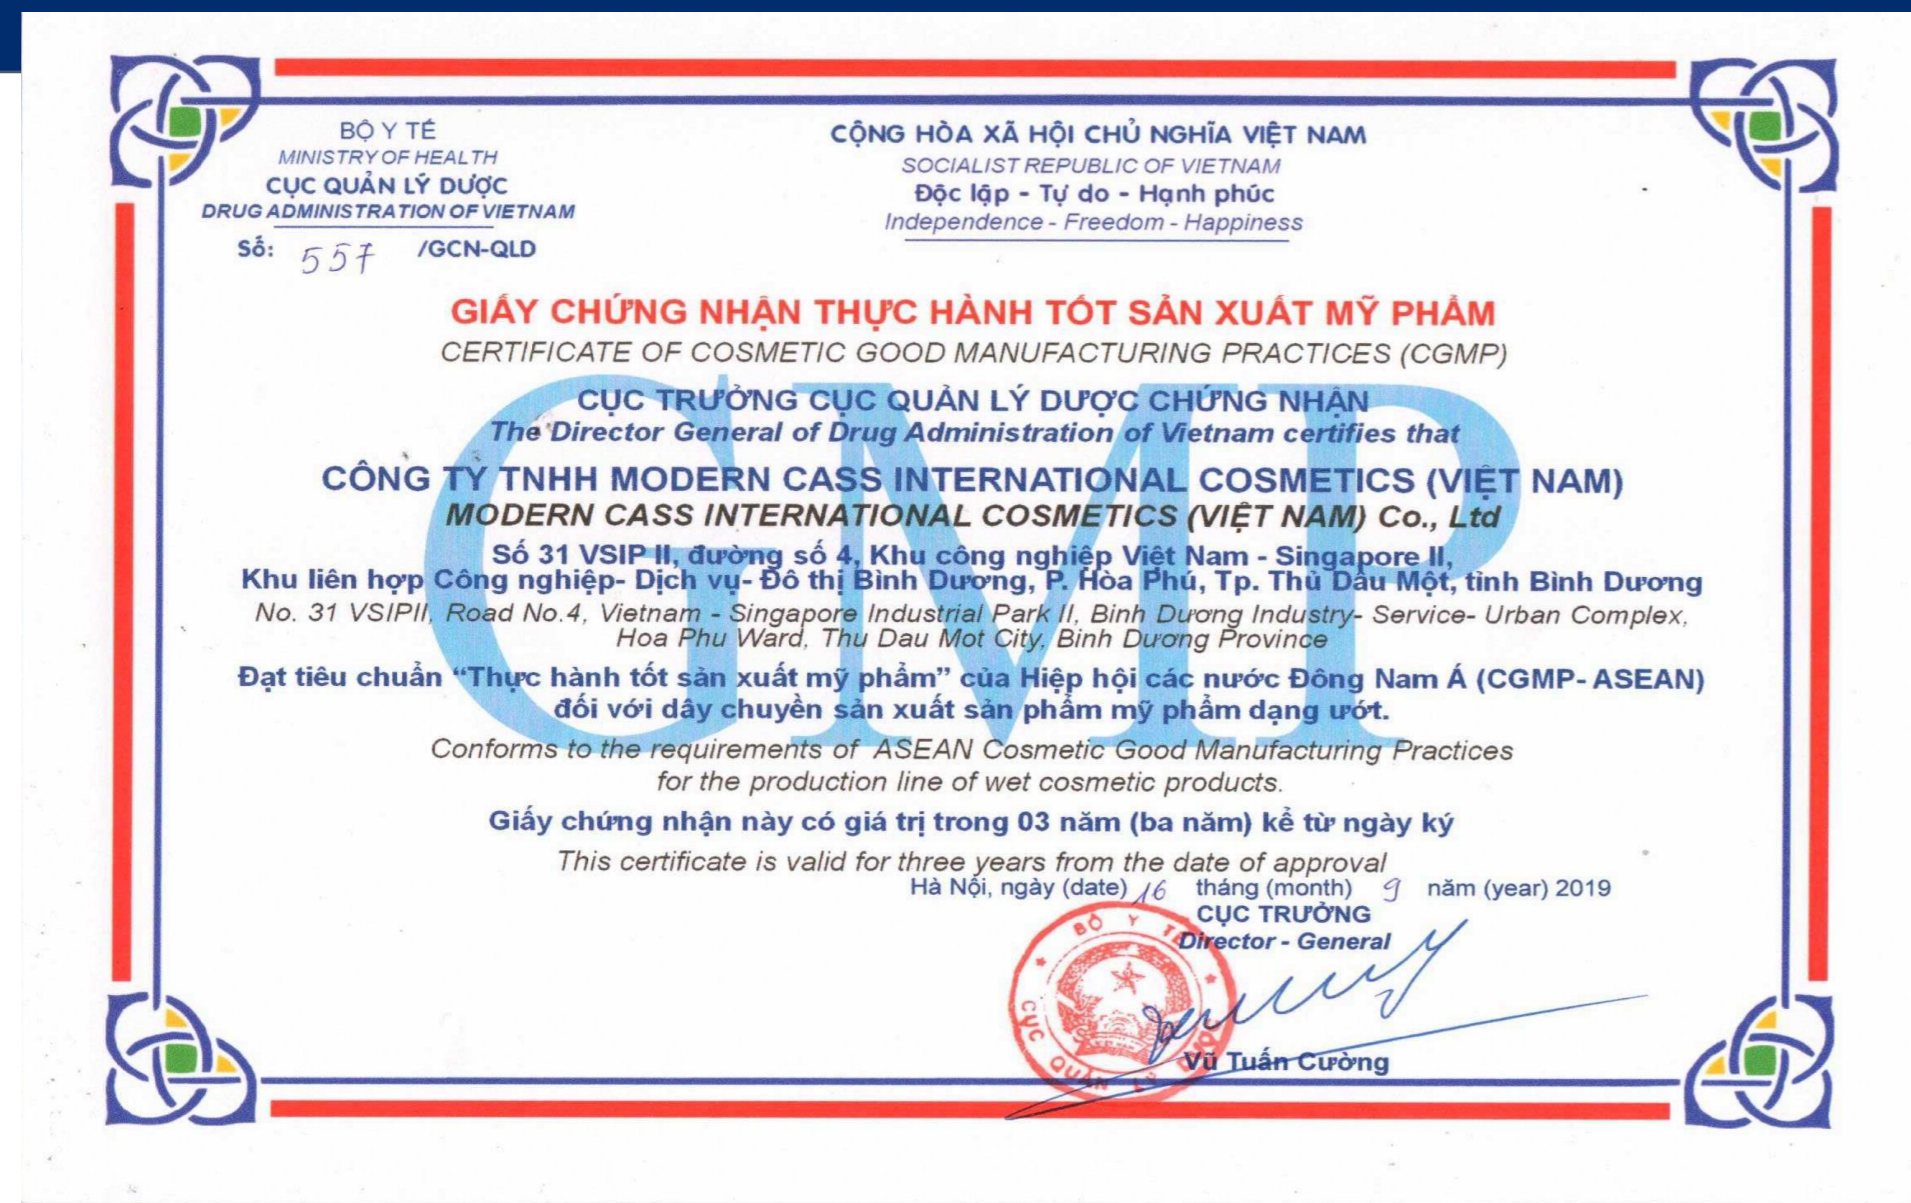 BỘ Y TẾ
MINISTRY OF HEALTH
CỤC QUẢN LÝ DƯỢC
DRUG ADMINISTRATION OF VIETNAM
Số: 557 /GCN-QLD
CỘNG HÒA XÃ HỘI CHỦ NGHĨA VIỆT NAM
SOCIALIST REPUBLIC OF VIETNAM
Độc lập - Tự do - Hạnh phúc
Independence - Freedom - Happiness
GIẤY CHỨNG NHẬN THỰC HÀNH TỐT SẢN XUẤT MỸ PHẨM
CERTIFICATE OF COSMETIC GOOD MANUFACTURING PRACTICES (CGMP)
GMP
CỤC TRƯỞNG CỤC QUẢN LÝ DƯỢC CHỨNG NHẬN
The Director General of Drug Administration of Vietnam certifies that
CÔNG TY TNHH MODERN CASS INTERNATIONAL COSMETICS (VIỆT NAM)
MODERN CASS INTERNATIONAL COSMETICS (VIỆT NAM) Co., Ltd
Số 31 VSIP II, đường số 4, Khu công nghiệp Việt Nam - Singapore II,
Khu liên hợp Công nghiệp- Dịch vụ- Đô thị Bình Dương, P. Hòa Phú, Tp. Thủ Dầu Một, tỉnh Bình Dương
No. 31 VSIPII, Road No.4, Vietnam - Singapore Industrial Park II, Binh Dương Industry- Service- Urban Complex,
Hoa Phu Ward, Thu Dau Mot City, Binh Dương Province
Đạt tiêu chuẩn “Thực hành tốt sản xuất mỹ phẩm” của Hiệp hội các nước Đông Nam Á (CGMP- ASEAN)
đối với dây chuyền sản xuất sản phẩm mỹ phẩm dạng ướt.
Conforms to the requirements of ASEAN Cosmetic Good Manufacturing Practices
for the production line of wet cosmetic products.
Giấy chứng nhận này có giá trị trong 03 năm (ba năm) kể từ ngày ký
This certificate is valid for three years from the date of approval
Hà Nội, ngày (date) 16 tháng (month) 9 năm (year) 2019
CỤC TRƯỞNG
Director - General
BỘ Y TẾ
CỤC QUẢN LÝ DƯỢC
Vũ Tuấn Cường